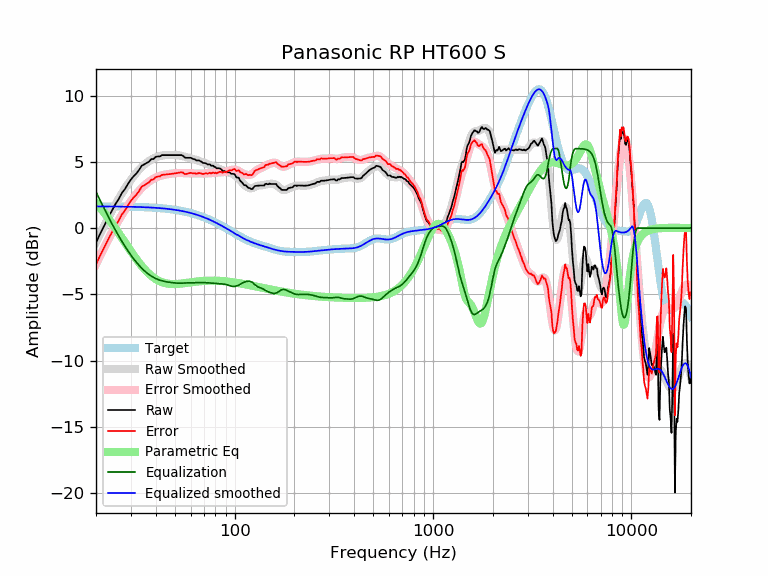 Panasonic RP HT600 S
10
5
0
−5
−10
−15
−20
Amplitude (dBr)
Target
Raw Smoothed
Error Smoothed
Raw
Error
Parametric Eq
Equalization
Equalized smoothed
100
1000
10000
Frequency (Hz)